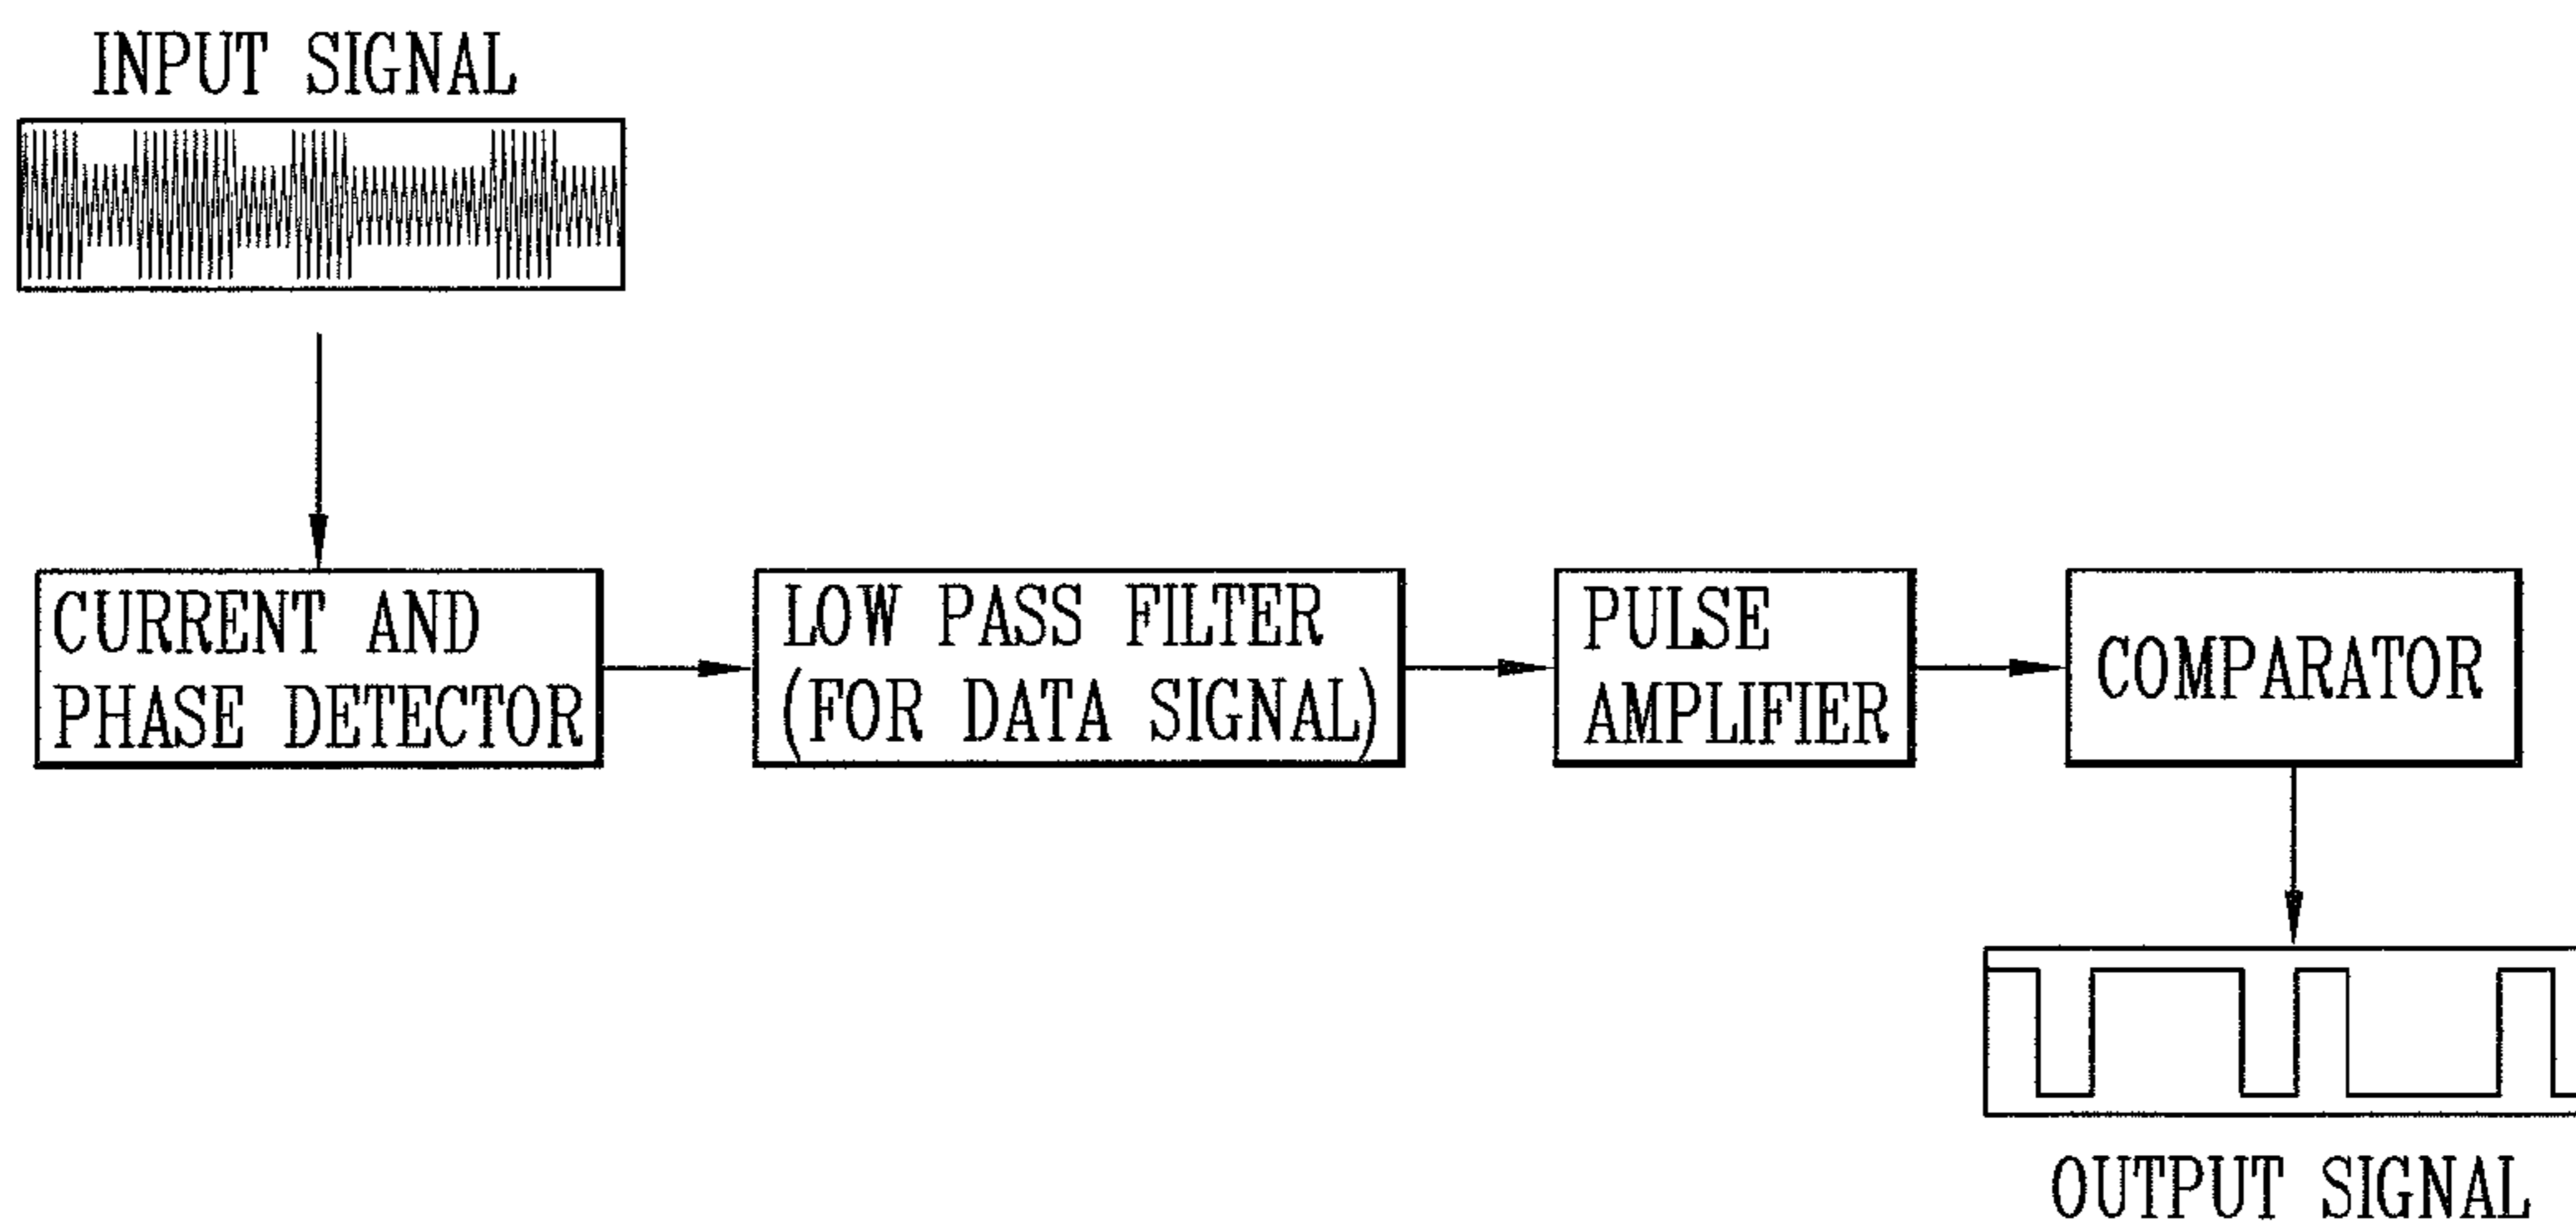 INPUT SIGNAL
CURRENT AND
PHASE DETECTOR
LOW PASS FILTER
(FOR DATA SIGNAL)
PULSE
AMPLIFIER
COMPARATOR
OUTPUT SIGNAL